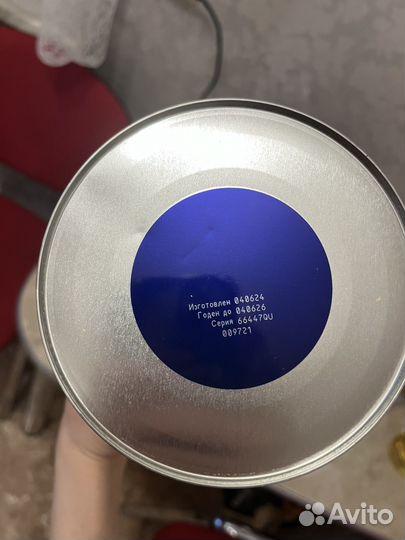 Изготовлен 040624
Годен до 040626
Серия 66447QU
009721
Avito